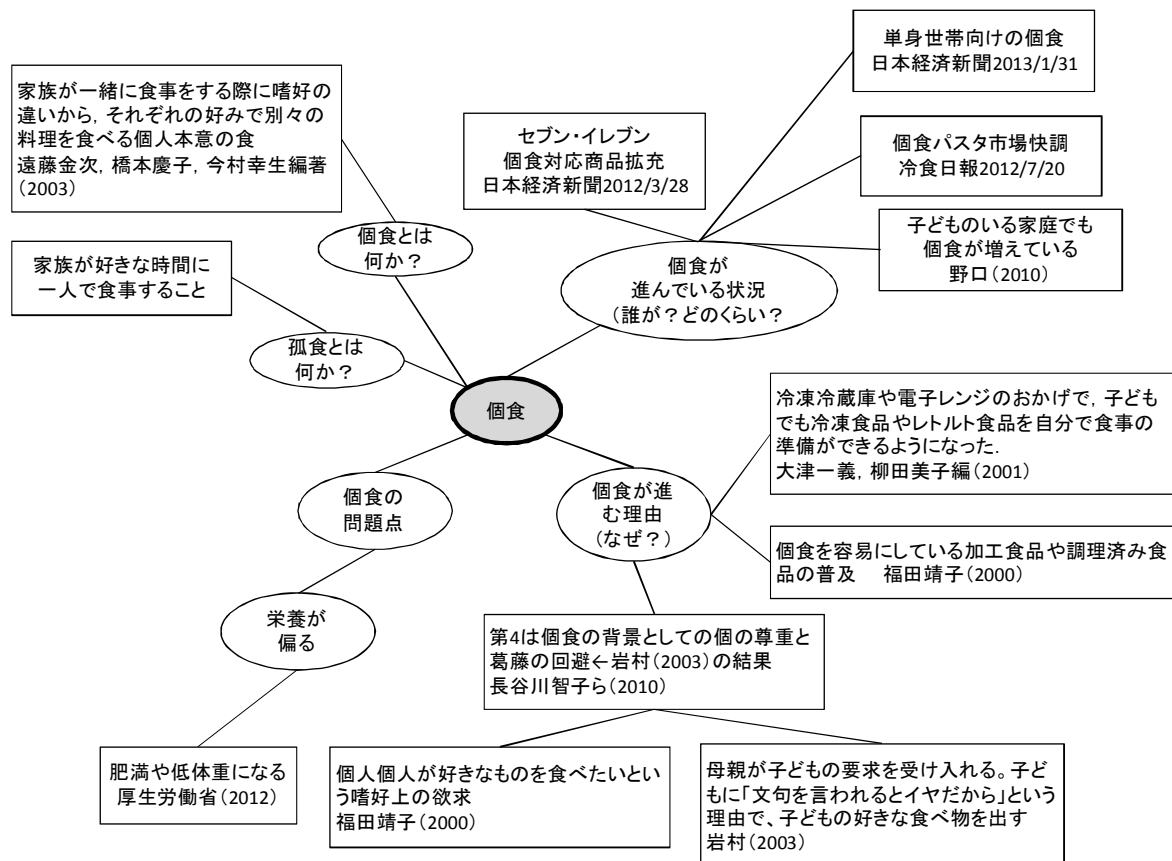 単身世帯向けの個食
日本経済新聞2013/1/31
家族が一緒に食事をする際に嗜好の
違いから，それぞれの好みで別々の
料理を食べる個人本意の食
遠藤金次，橋本慶子，今村幸生編著
（2003）
セブン・イレブン
個食対応商品拡充
日本経済新聞2012/3/28
個食パスタ市場快調
冷食日報2012/7/20
子どものいる家庭でも
個食が増えている
野口（2010）
個食とは
何か？
家族が好きな時間に
一人で食事すること
個食が
進んでいる状況
（誰が？どのくらい？
孤食とは
何か？
個食
冷凍冷蔵庫や電子レンジのおかげで，子ども
でも冷凍食品やレトルト食品を自分で食事の
準備ができるようになった．
大津一義，柳田美子編（2001）
個食の
問題点
個食が進
む理由
（なぜ？）
個食を容易にしている加工食品や調理済み食
品の普及　福田靖子（2000）
栄養が
偏る
第4は個食の背景としての個の尊重と
葛藤の回避←岩村（2003）の結果
長谷川智子ら（2010）
肥満や低体重になる
厚生労働省（2012）
個人個人が好きなものを食べたいとい
う嗜好上の欲求
福田靖子（2000）
母親が子どもの要求を受け入れる。子ど
もに「文句を言われるとイヤだから」という
理由で、子どもの好きな食べ物を出す
岩村（2003）